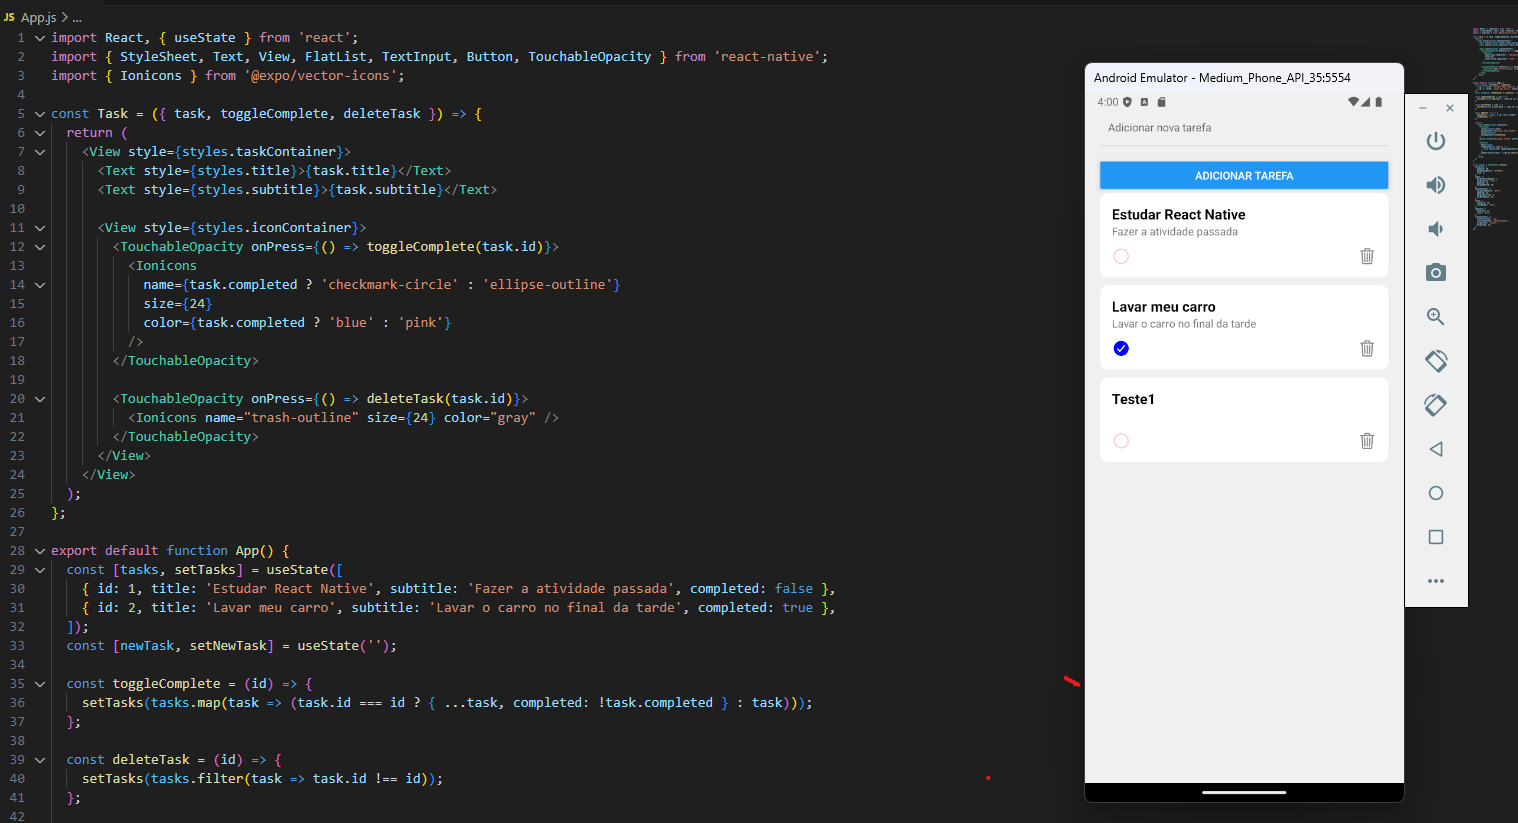 JS App.js > ...
1 import React, { useState } from 'react';
2 import { StyleSheet, Text, View, FlatList, TextInput, Button, TouchableOpacity } from 'react-native';
3 import { Ionicons } from '@expo/vector-icons';
4
5 const Task = ({ task, toggleComplete, deleteTask }) => {
6 return (
7 <View style={styles.taskContainer}>
8 <Text style={styles.title}>{task.title}</Text>
9 <Text style={styles.subtitle}>{task.subtitle}</Text>
10
11 <View style={styles.iconContainer}>
12 <TouchableOpacity onPress={() => toggleComplete(task.id)}>
13 <Ionicons
14 name={task.completed ? 'checkmark-circle' : 'ellipse-outline'}
15 size={24}
16 color={task.completed ? 'blue' : 'pink'}
17 />
18 </TouchableOpacity>
19
20 <TouchableOpacity onPress={() => deleteTask(task.id)}>
21 <Ionicons name="trash-outline" size={24} color="gray" />
22 </TouchableOpacity>
23 </View>
24 </View>
25 );
26 };
27
28 export default function App() {
29 const [tasks, setTasks] = useState([
30 { id: 1, title: 'Estudar React Native', subtitle: 'Fazer a atividade passada', completed: false },
31 { id: 2, title: 'Lavar meu carro', subtitle: 'Lavar o carro no final da tarde', completed: true },
32 ]);
33 const [newTask, setNewTask] = useState('');
34
35 const toggleComplete = (id) => {
36 setTasks(tasks.map(task => (task.id === id ? { ...task, completed: !task.completed } : task)));
37 };
38
39 const deleteTask = (id) => {
40 setTasks(tasks.filter(task => task.id !== id));
41 };
42
Android Emulator - Medium_Phone_API_35:5554
4:00
Adicionar nova tarefa
ADICIONAR TAREFA
Estudar React Native
Fazer a atividade passada
Lavar meu carro
Lavar o carro no final da tarde
Teste1